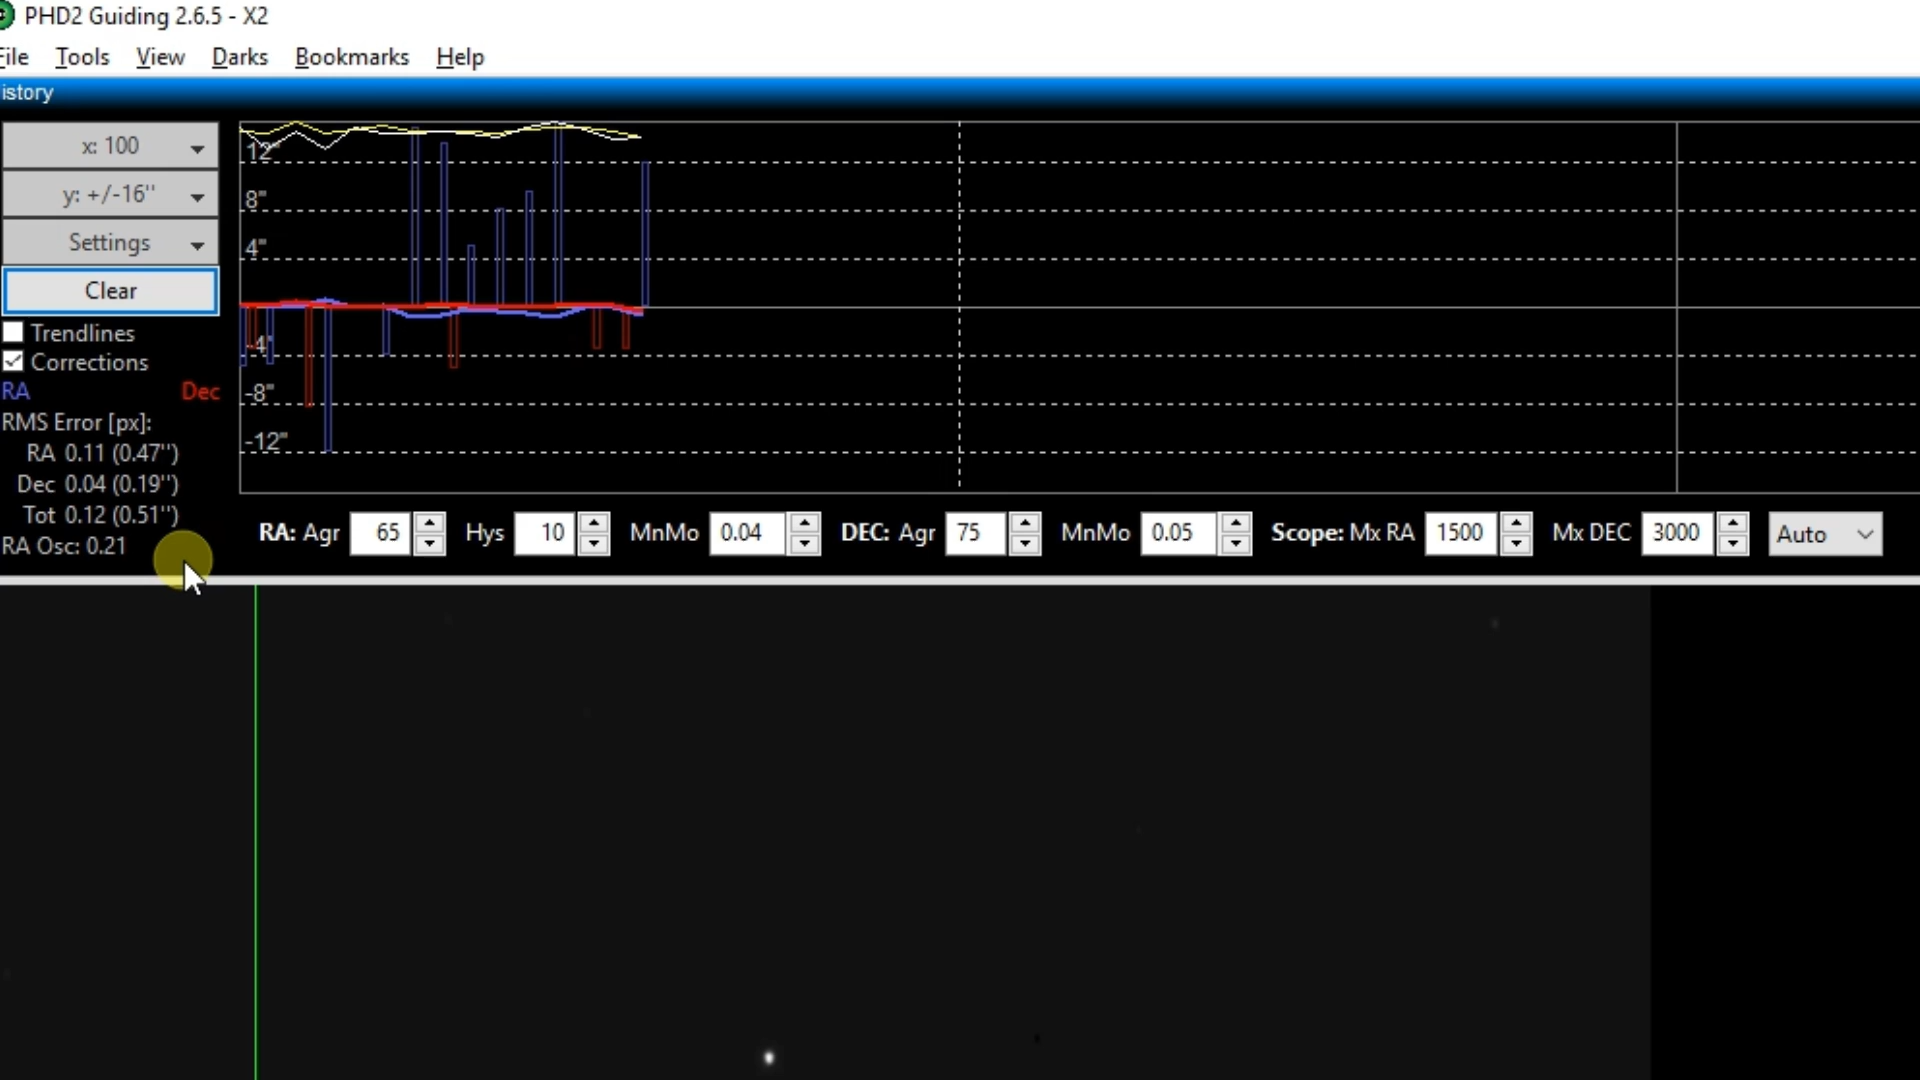 PHD2 Guiding 2.6.5 - X2
File Tools View Darks Bookmarks Help
istory
x: 100
y: +/-16''
Settings
Clear
Trendlines
Corrections
RA Dec
RMS Error [px]:
RA 0.11 (0.47'')
Dec 0.04 (0.19'')
Tot 0.12 (0.51'')
RA Osc: 0.21
12"
8"
4"
-4"
-8"
-12"
RA: Agr 65 Hys 10 MnMo 0.04 DEC: Agr 75 MnMo 0.05 Scope: Mx RA 1500 Mx DEC 3000 Auto